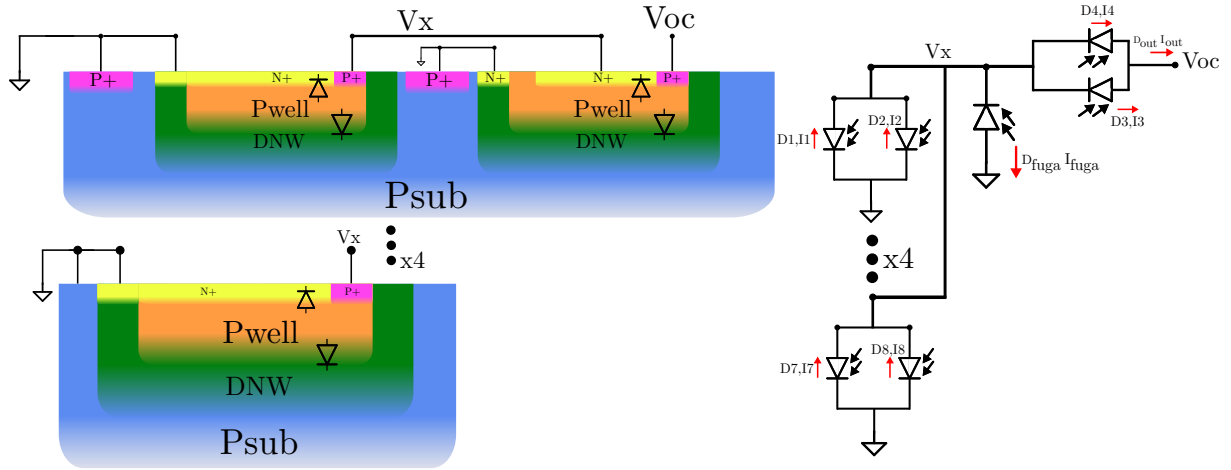 Vx
Voc
P+
N+
P+
P+
N+
N+
P+
Pwell
Pwell
DNW
DNW
Psub
Vx
x4
N+
P+
Pwell
DNW
Psub
D4,I4
Vx
Dout Iout
Voc
D1,I1
D2,I2
D3,I3
Dfuga Ifuga
x4
D7,I7
D8,I8